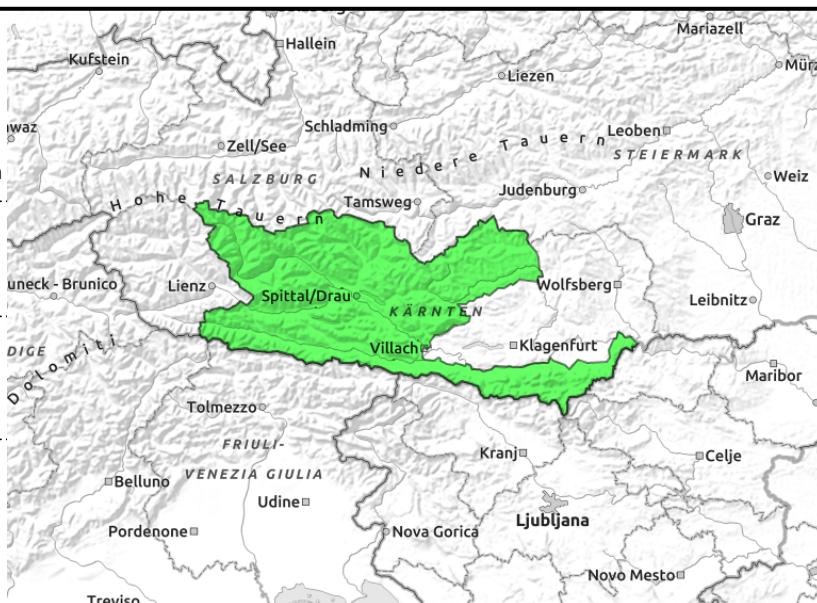 Hallein
Mariazell
Kufstein
Mürz
Liezen
waz
Schladming
Leoben
Zell/See
Niedere Tauern
STEIERMARK
Weiz
SALZBURG
Hohe Tauern
Tamsweg
Judenburg
Graz
uneck - Brunico
Lienz
Spittal/Drau
Wolfsberg
Leibnitz
KÄRNTEN
DIGE
Dolomiti
Villach
Klagenfurt
Maribor
Tolmezzo
FRIULI-
VENEZIA GIULIA
Kranj
Celje
Belluno
Udine
Ljubljana
Pordenone
Nova Gorica
Novo Mesto
Treviso